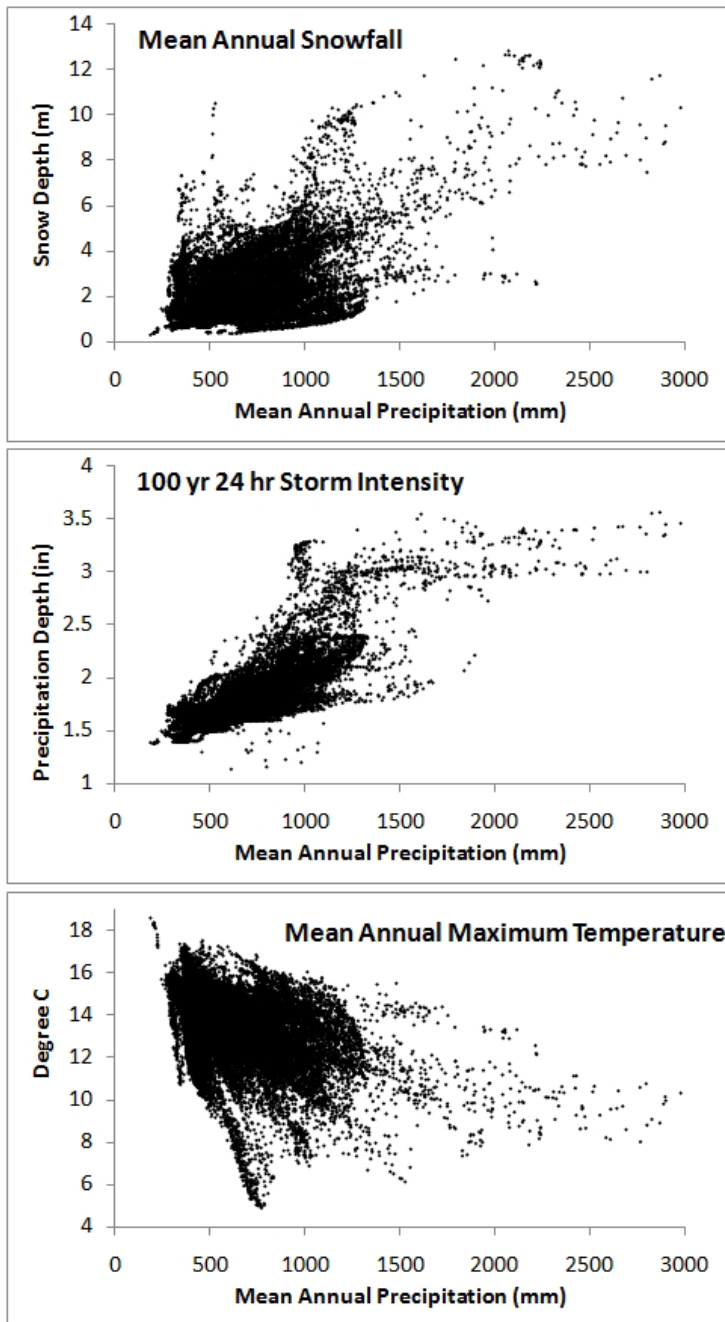 Mean Annual Snowfall
Snow Depth (m)
14
12
10
8
6
4
2
0
0 500 1000 1500 2000 2500 3000
Mean Annual Precipitation (mm)
100 yr 24 hr Storm Intensity
Precipitation Depth (in)
4
3.5
3
2.5
2
1.5
1
0 500 1000 1500 2000 2500 3000
Mean Annual Precipitation (mm)
Mean Annual Maximum Temperature
Degree C
18
16
14
12
10
8
6
4
0 500 1000 1500 2000 2500 3000
Mean Annual Precipitation (mm)